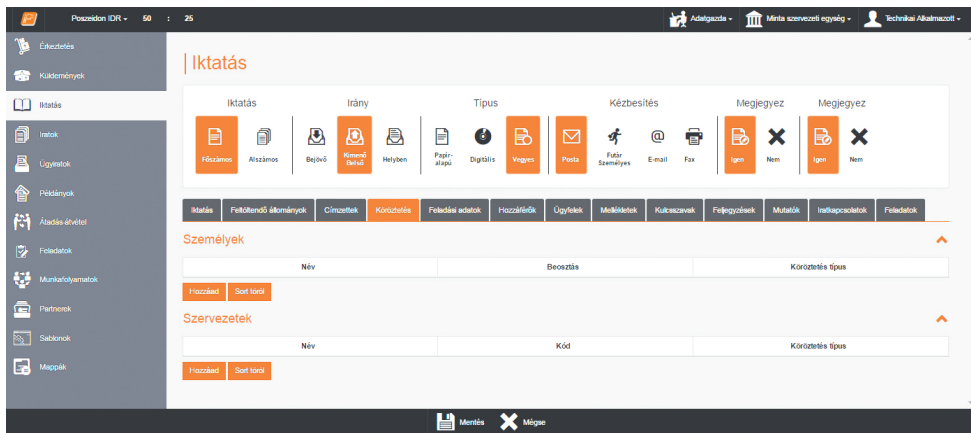 Poszeidon IDR 50 : 25 Adatgazda Minta szervezeti egység Technikai Alkalmazott
Érkeztetés
Küldemények
Iktatás
Iratok
Ügyiratok
Példányok
Átadás átvétel
Feladatok
Munkafolyamatok
Partnerek
Sablonok
Mappák
Iktatás
Iktatás Irány Típus Kézbesítés Megjegyez Megjegyez
Főszámos Alszámos Bejövő Kimenő Belső Helyben Papír-alapú Digitális Vegyes Posta Futár Személyes E-mail Fax Igen Nem Igen Nem
Iktatás Feltöltendő állományok Címzettek Köröztetés Feladási adatok Hozzáférők Ügyfelek Mellékletek Kulcsszavak Feljegyzések Mutatók Iratkapcsolatok Feladatok
Személyek
Név Beosztás Köröztetés típus
Hozzáad Sort töröl
Szervezetek
Név Kód Köröztetés típus
Hozzáad Sort töröl
Mentés Mégse